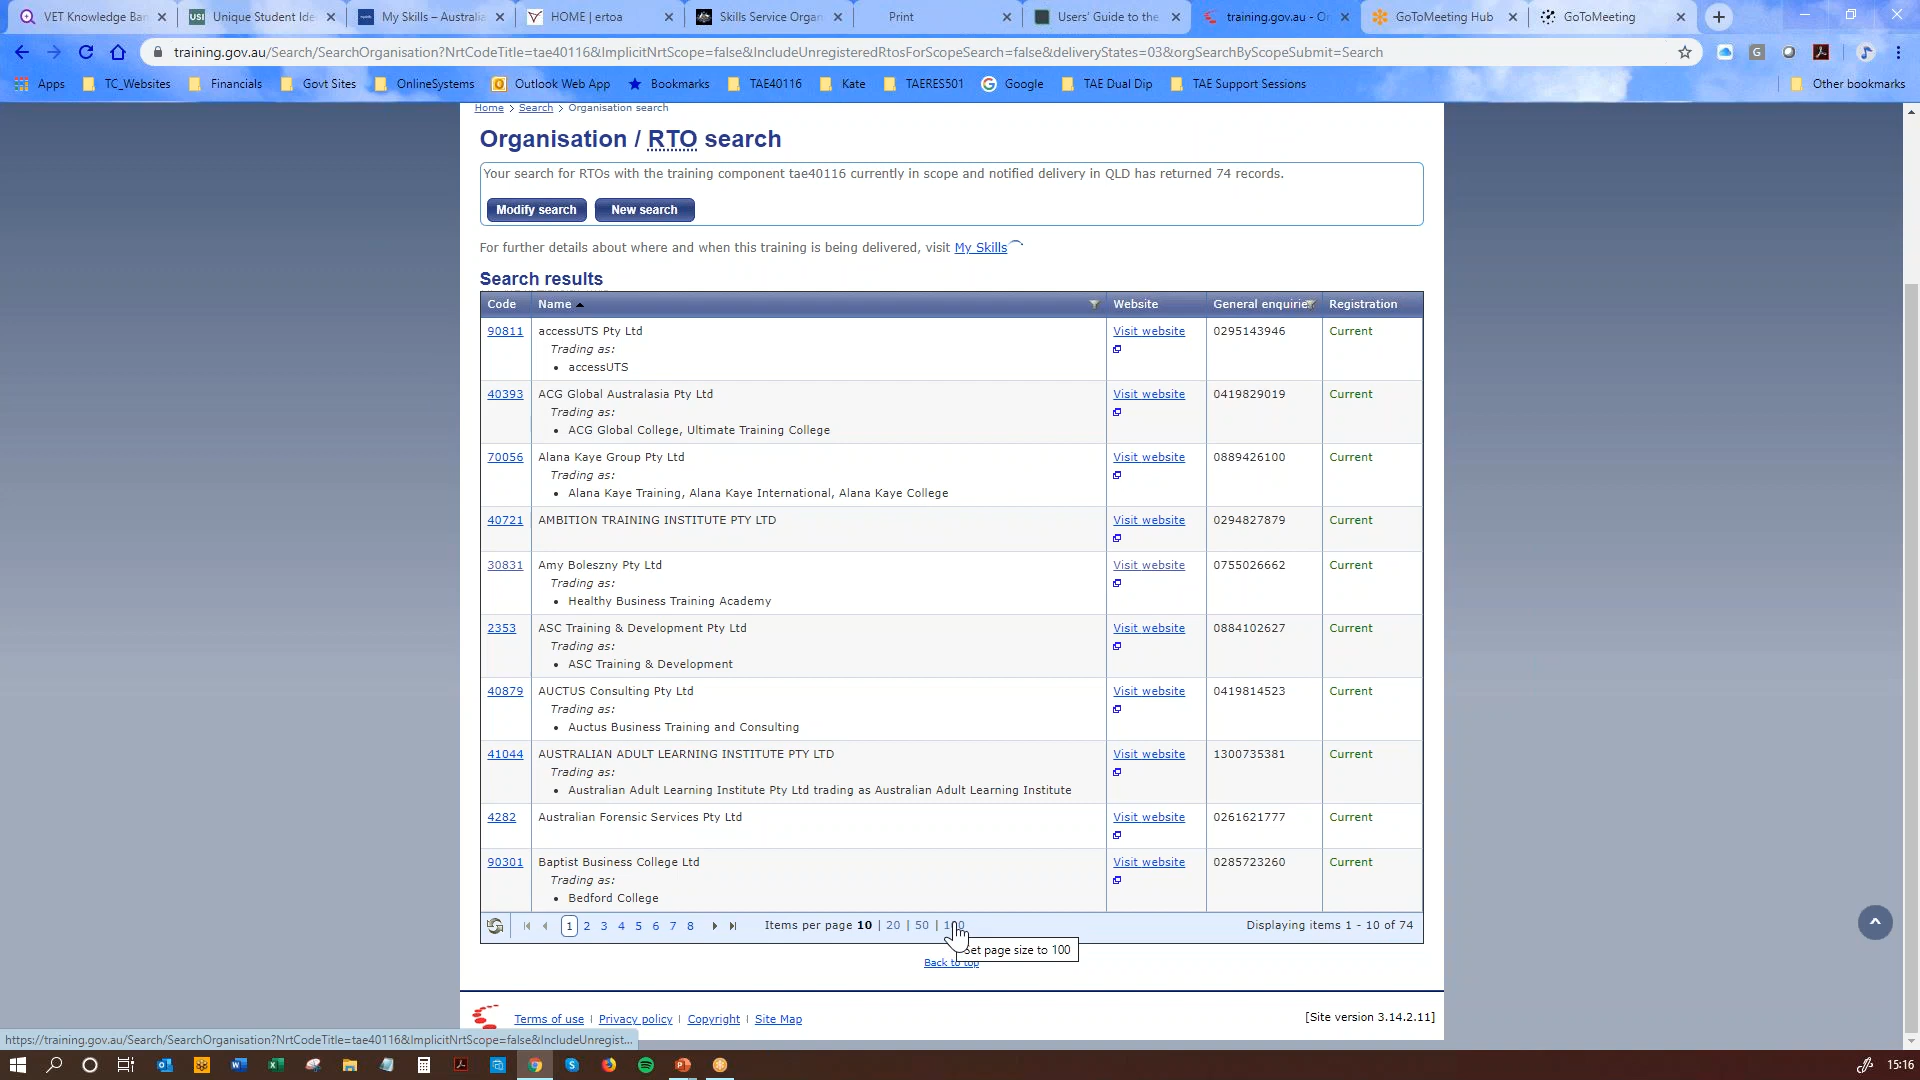 VET Knowledge Ban
Unique Student Ide
My Skills – Australia
HOME | ertoa
Skills Service Organ
Print
Users' Guide to the
training.gov.au - Or
GoToMeeting Hub
GoToMeeting
training.gov.au/Search/SearchOrganisation?NrtCodeTitle=tae40116&ImplicitNrtScope=false&IncludeUnregisteredRtosForScopeSearch=false&deliveryStates=03&orgSearchByScopeSubmit=Search
Apps TC_Websites Financials Govt Sites OnlineSystems Outlook Web App Bookmarks TAE40116 Kate TAERES501 Google TAE Dual Dip TAE Support Sessions Other bookmarks
Home > Search > Organisation search
Organisation / RTO search
Your search for RTOs with the training component tae40116 currently in scope and notified delivery in QLD has returned 74 records.
Modify search New search
For further details about where and when this training is being delivered, visit My Skills
Search results
Code Name Website General enquiries Registration
90811 accessUTS Pty Ltd Visit website 0295143946 Current
Trading as:
• accessUTS
40393 ACG Global Australasia Pty Ltd Visit website 0419829019 Current
Trading as:
• ACG Global College, Ultimate Training College
70056 Alana Kaye Group Pty Ltd Visit website 0889426100 Current
Trading as:
• Alana Kaye Training, Alana Kaye International, Alana Kaye College
40721 AMBITION TRAINING INSTITUTE PTY LTD Visit website 0294827879 Current
30831 Amy Boleszny Pty Ltd Visit website 0755026662 Current
Trading as:
• Healthy Business Training Academy
2353 ASC Training & Development Pty Ltd Visit website 0884102627 Current
Trading as:
• ASC Training & Development
40879 AUCTUS Consulting Pty Ltd Visit website 0419814523 Current
Trading as:
• Auctus Business Training and Consulting
41044 AUSTRALIAN ADULT LEARNING INSTITUTE PTY LTD Visit website 1300735381 Current
Trading as:
• Australian Adult Learning Institute Pty Ltd trading as Australian Adult Learning Institute
4282 Australian Forensic Services Pty Ltd Visit website 0261621777 Current
90301 Baptist Business College Ltd Visit website 0285723260 Current
Trading as:
• Bedford College
1 2 3 4 5 6 7 8 Items per page 10 | 20 | 50 | 100 Displaying items 1 - 10 of 74
Set page size to 100
Back to top
Terms of use | Privacy policy | Copyright | Site Map
[Site version 3.14.2.11]
https://training.gov.au/Search/SearchOrganisation?NrtCodeTitle=tae40116&ImplicitNrtScope=false&IncludeUnregist...
15:16